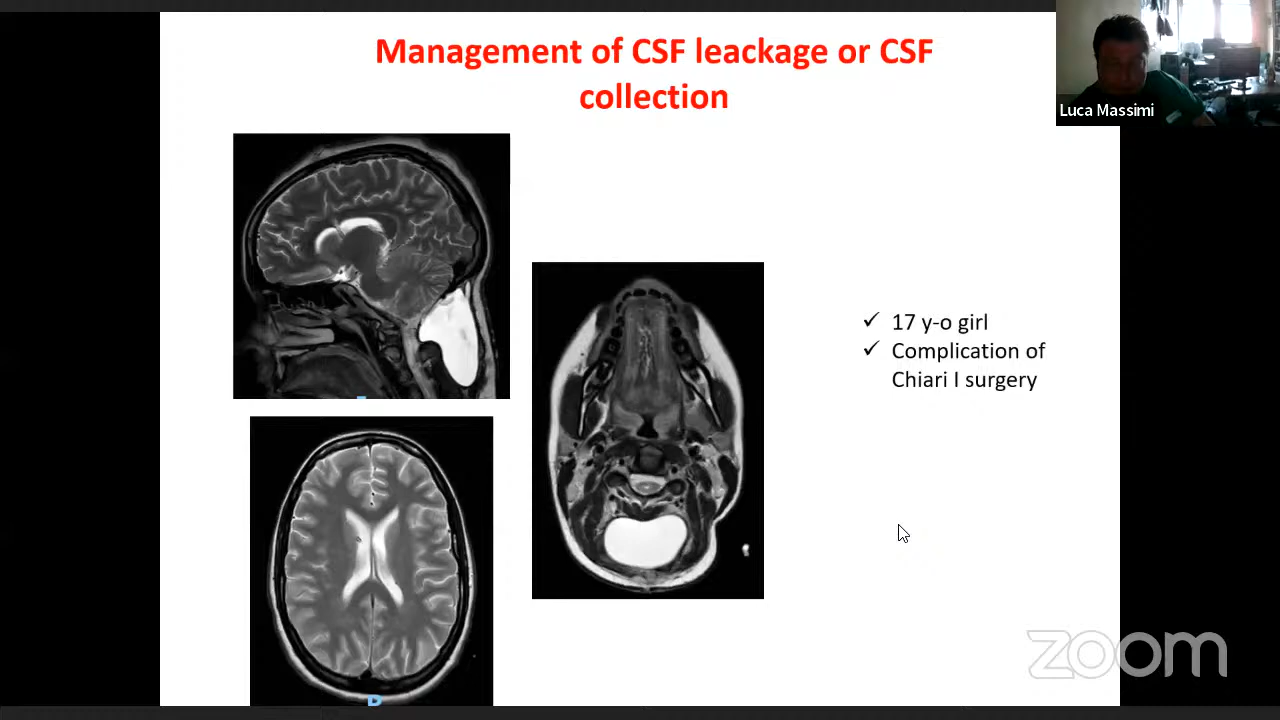 Management of CSF leackage or CSF
collection
Luca Massimi
✓ 17 y-o girl
✓ Complication of
Chiari I surgery
zoom